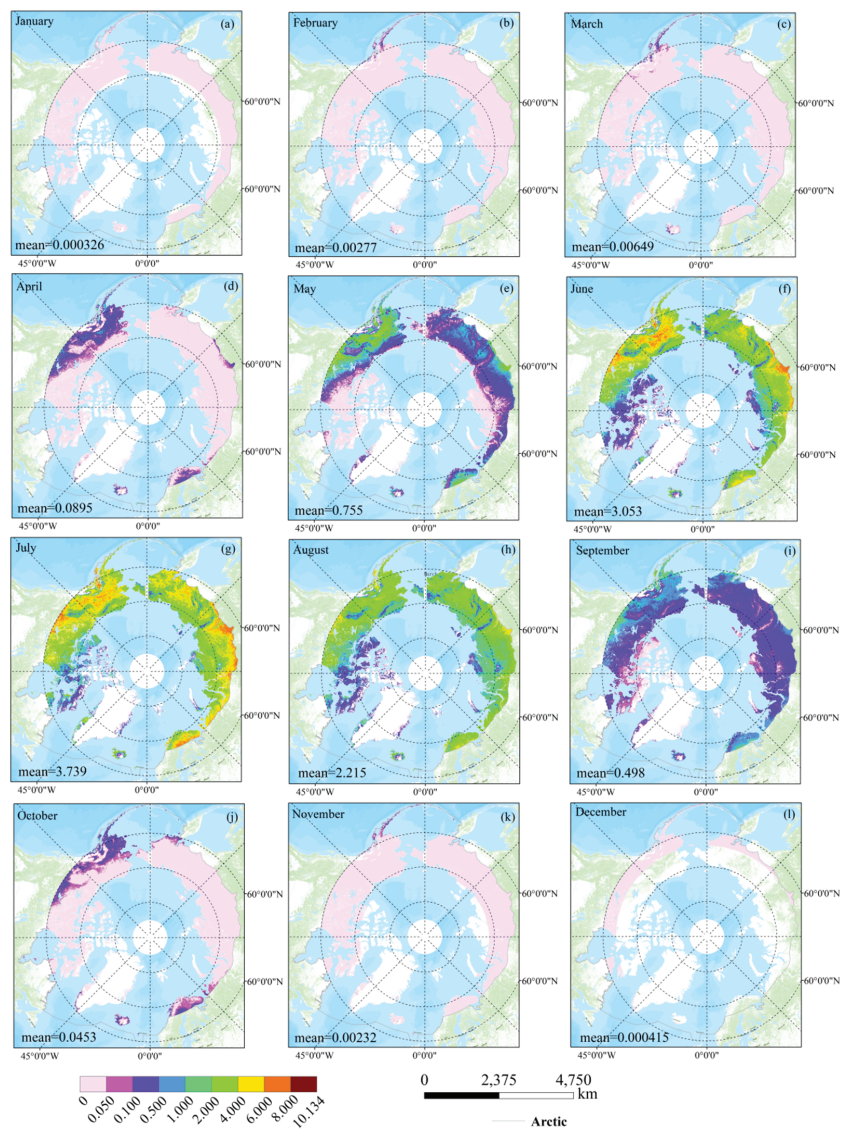 January (a)
60°0'0"N
60°0'0"N
mean=0.000326
45°0'0"W 0°0'0"
February (b)
60°0'0"N
60°0'0"N
mean=0.00277
0°0'0"
March (c)
60°0'0"N
60°0'0"N
mean=0.00649
45°0'0"W 0°0'0"
April (d)
60°0'0"N
60°0'0"N
mean=0.0895
45°0'0"W 0°0'0"
May (e)
60°0'0"N
60°0'0"N
mean=0.755
45°0'0"W 0°0'0"
June (f)
60°0'0"N
60°0'0"N
mean=3.053
45°0'0"W 0°0'0"
July (g)
60°0'0"N
60°0'0"N
mean=3.739
45°0'0"W 0°0'0"
August (h)
60°0'0"N
60°0'0"N
mean=2.215
45°0'0"W 0°0'0"
September (i)
60°0'0"N
60°0'0"N
mean=0.498
45°0'0"W 0°0'0"
October (j)
60°0'0"N
60°0'0"N
mean=0.0453
45°0'0"W 0°0'0"
November (k)
60°0'0"N
60°0'0"N
mean=0.00232
45°0'0"W 0°0'0"
December (l)
60°0'0"N
60°0'0"N
mean=0.000415
45°0'0"W 0°0'0"
0 0.050 0.100 0.500 1.000 2.000 4.000 6.000 8.000 10.134
0 2,375 4,750
km
Arctic